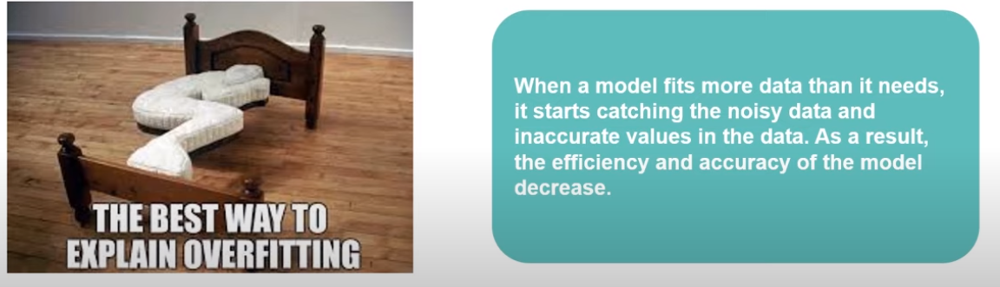 THE BEST WAY TO
EXPLAIN OVERFITTING
When a model fits more data than it needs,
it starts catching the noisy data and
inaccurate values in the data. As a result,
the efficiency and accuracy of the model
decrease.